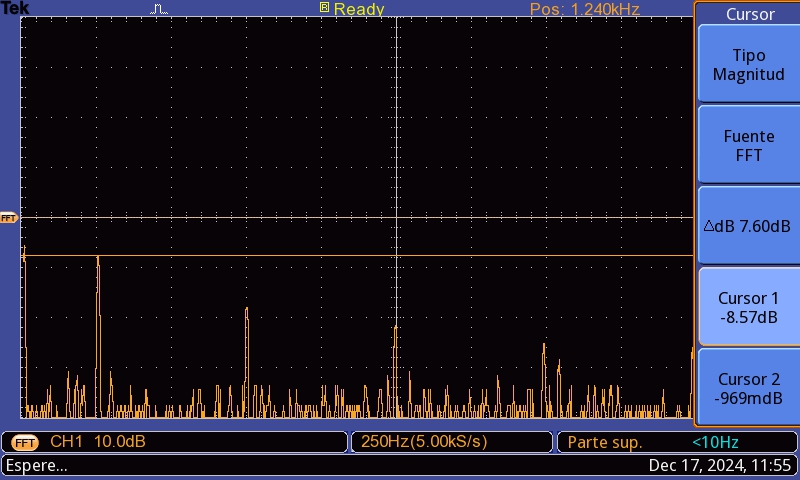 Tek Ready Pos: 1.240kHz
Cursor
Tipo
Magnitud
Fuente
FFT
△dB 7.60dB
Cursor 1
-8.57dB
Cursor 2
-969mdB
FFT
FFT CH1 10.0dB 250Hz(5.00kS/s) Parte sup. <10Hz
Espere... Dec 17, 2024, 11:55